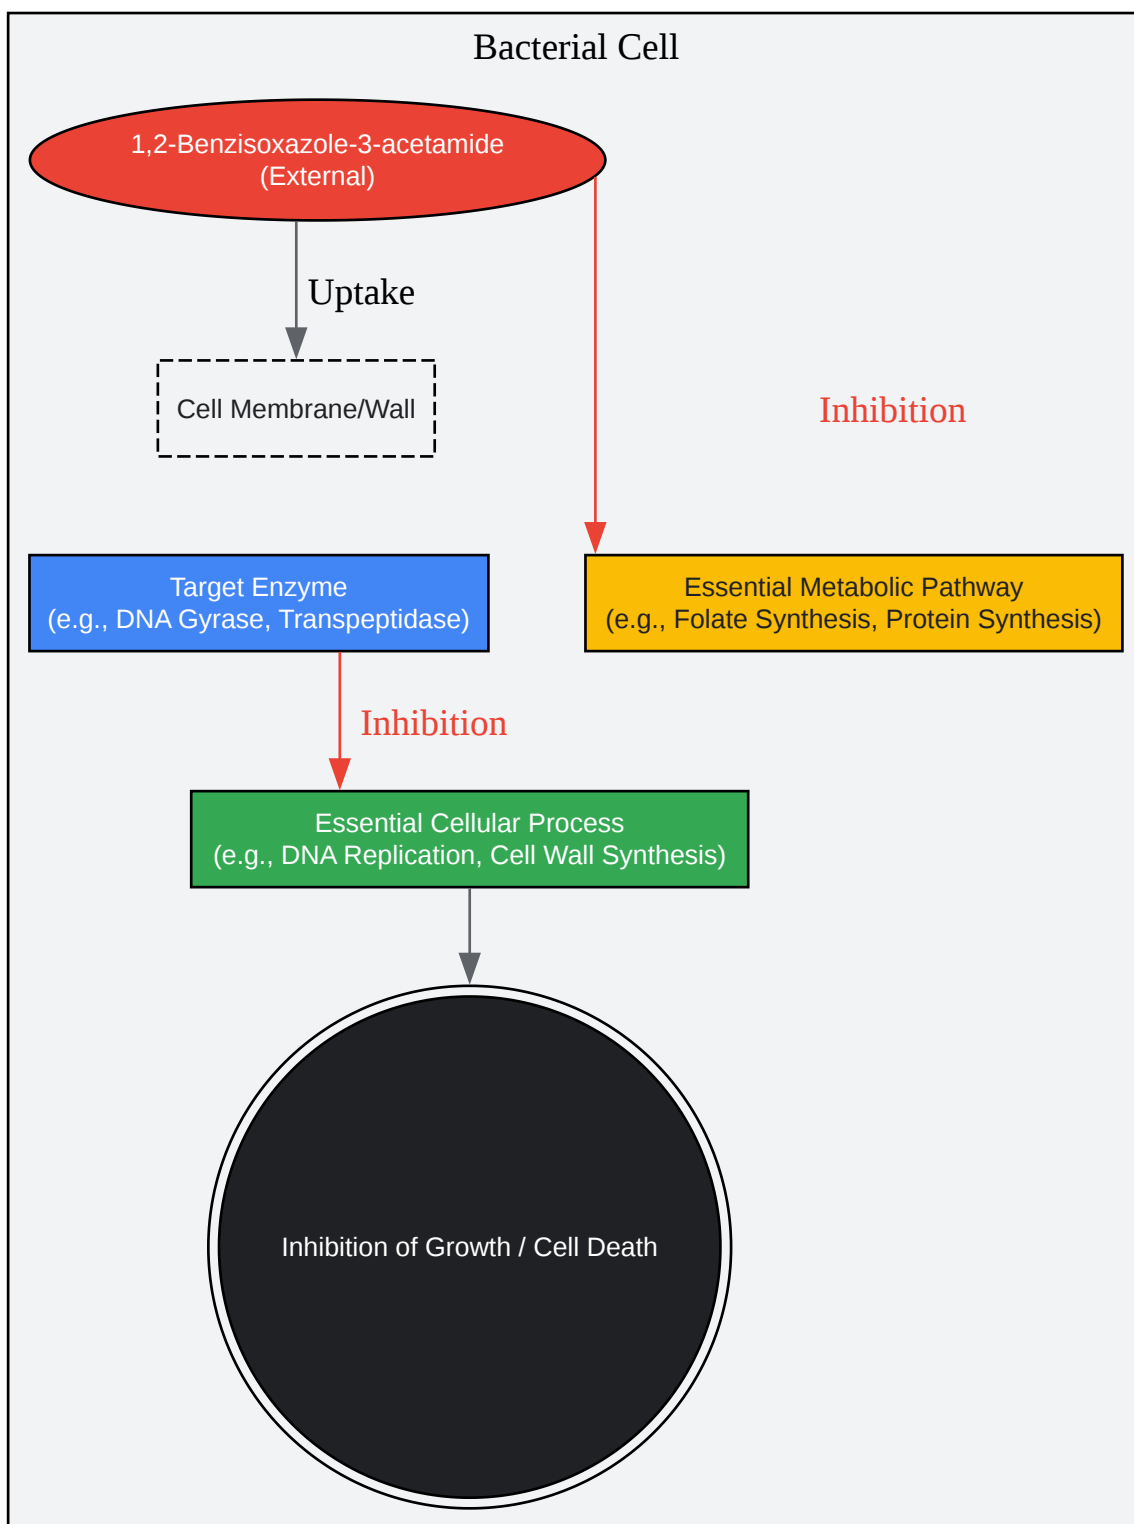 Bacterial Cell
1,2-Benzisoxazole-3-acetamide
(External)
Uptake
Cell Membrane/Wall
Inhibition
Target Enzyme
(e.g., DNA Gyrase, Transpeptidase)
Essential Metabolic Pathway
(e.g., Folate Synthesis, Protein Synthesis)
Inhibition
Essential Cellular Process
(e.g., DNA Replication, Cell Wall Synthesis)
Inhibition of Growth / Cell Death